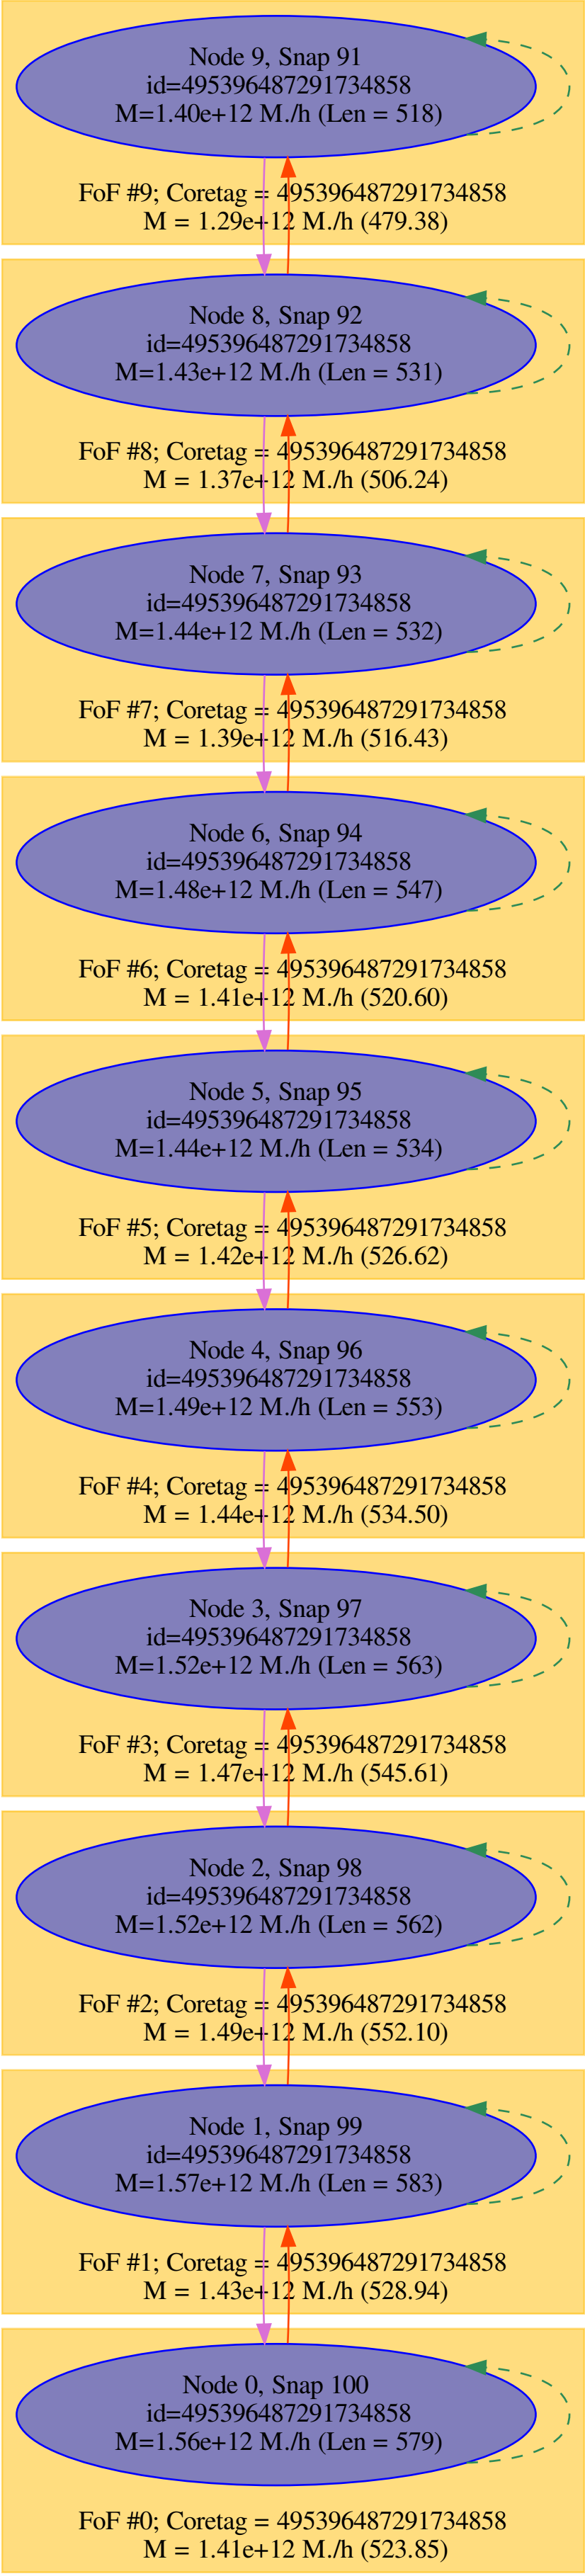 Node 9, Snap 91
id=495396487291734858
M=1.40e+12 M./h (Len = 518)
FoF #9; Coretag = 495396487291734858
M = 1.29e+12 M./h (479.38)
Node 8, Snap 92
id=495396487291734858
M=1.43e+12 M./h (Len = 531)
FoF #8; Coretag = 495396487291734858
M = 1.37e+12 M./h (506.24)
Node 7, Snap 93
id=495396487291734858
M=1.44e+12 M./h (Len = 532)
FoF #7; Coretag = 495396487291734858
M = 1.39e+12 M./h (516.43)
Node 6, Snap 94
id=495396487291734858
M=1.48e+12 M./h (Len = 547)
FoF #6; Coretag = 495396487291734858
M = 1.41e+12 M./h (520.60)
Node 5, Snap 95
id=495396487291734858
M=1.44e+12 M./h (Len = 534)
FoF #5; Coretag = 495396487291734858
M = 1.42e+12 M./h (526.62)
Node 4, Snap 96
id=495396487291734858
M=1.49e+12 M./h (Len = 553)
FoF #4; Coretag = 495396487291734858
M = 1.44e+12 M./h (534.50)
Node 3, Snap 97
id=495396487291734858
M=1.52e+12 M./h (Len = 563)
FoF #3; Coretag = 495396487291734858
M = 1.47e+12 M./h (545.61)
Node 2, Snap 98
id=495396487291734858
M=1.52e+12 M./h (Len = 562)
FoF #2; Coretag = 495396487291734858
M = 1.49e+12 M./h (552.10)
Node 1, Snap 99
id=495396487291734858
M=1.57e+12 M./h (Len = 583)
FoF #1; Coretag = 495396487291734858
M = 1.43e+12 M./h (528.94)
Node 0, Snap 100
id=495396487291734858
M=1.56e+12 M./h (Len = 579)
FoF #0; Coretag = 495396487291734858
M = 1.41e+12 M./h (523.85)